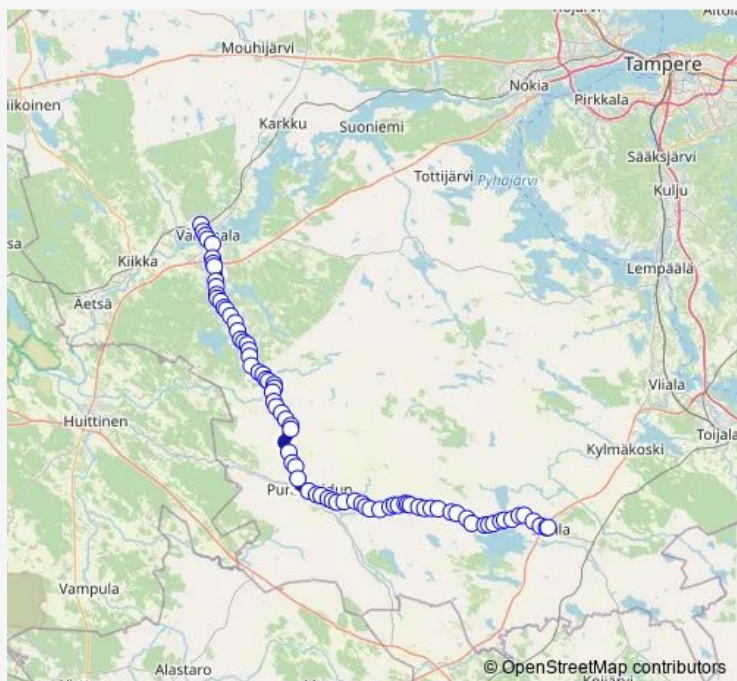 Mouhijärvi
Tampere
Nokia
Pirkkala
Karkku
Suoniemi
Sääksjärvi
Tottijärvi
Pyhäjärvi
Kulju
Kiikka
Lempäälä
Äetsä
Viiala
Huittinen
Toijala
Kylmäkoski
Vampula
Alastaro
© OpenStreetMap contributors